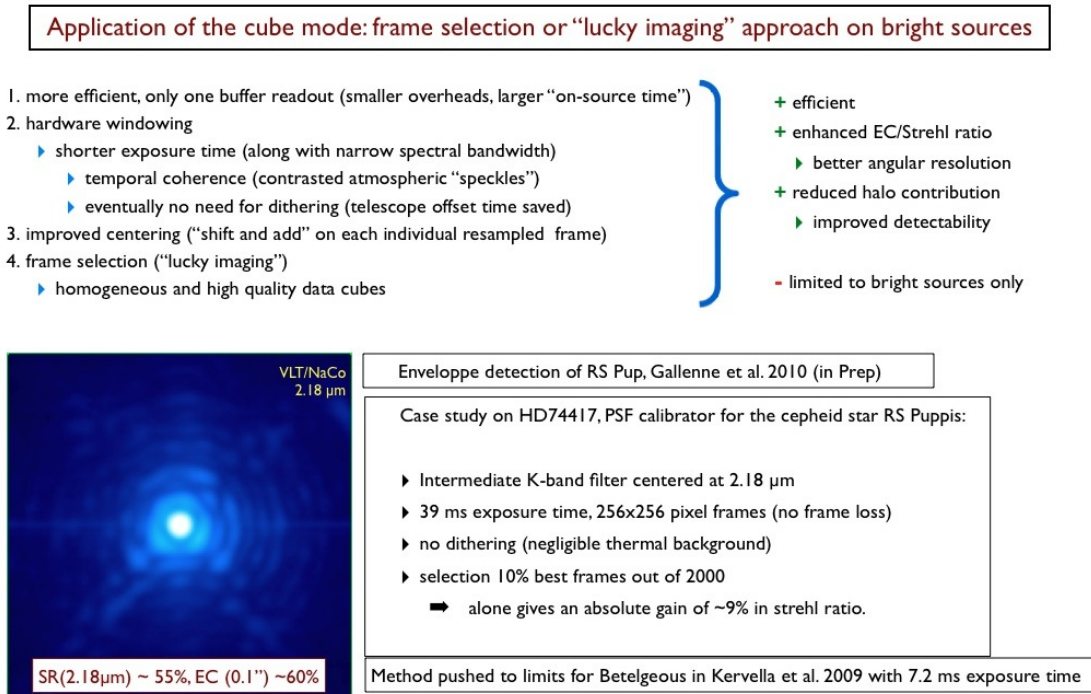 Application of the cube mode: frame selection or “lucky imaging” approach on bright sources
1. more efficient, only one buffer readout (smaller overheads, larger “on-source time”)
2. hardware windowing
shorter exposure time (along with narrow spectral bandwidth)
temporal coherence (contrasted atmospheric “speckles”)
eventually no need for dithering (telescope offset time saved)
3. improved centering (“shift and add” on each individual resampled frame)
4. frame selection (“lucky imaging”)
homogeneous and high quality data cubes
+ efficient
+ enhanced EC/Strehl ratio
better angular resolution
+ reduced halo contribution
improved detectability
- limited to bright sources only
VLT/NaCo
2.18 µm
SR(2.18µm) ~ 55%, EC (0.1”) ~60%
Enveloppe detection of RS Pup, Gallenne et al. 2010 (in Prep)
Case study on HD74417, PSF calibrator for the cepheid star RS Puppis:
Intermediate K-band filter centered at 2.18 µm
39 ms exposure time, 256x256 pixel frames (no frame loss)
no dithering (negligible thermal background)
selection 10% best frames out of 2000
➡ alone gives an absolute gain of ~9% in strehl ratio.
Method pushed to limits for Betelgeous in Kervella et al. 2009 with 7.2 ms exposure time